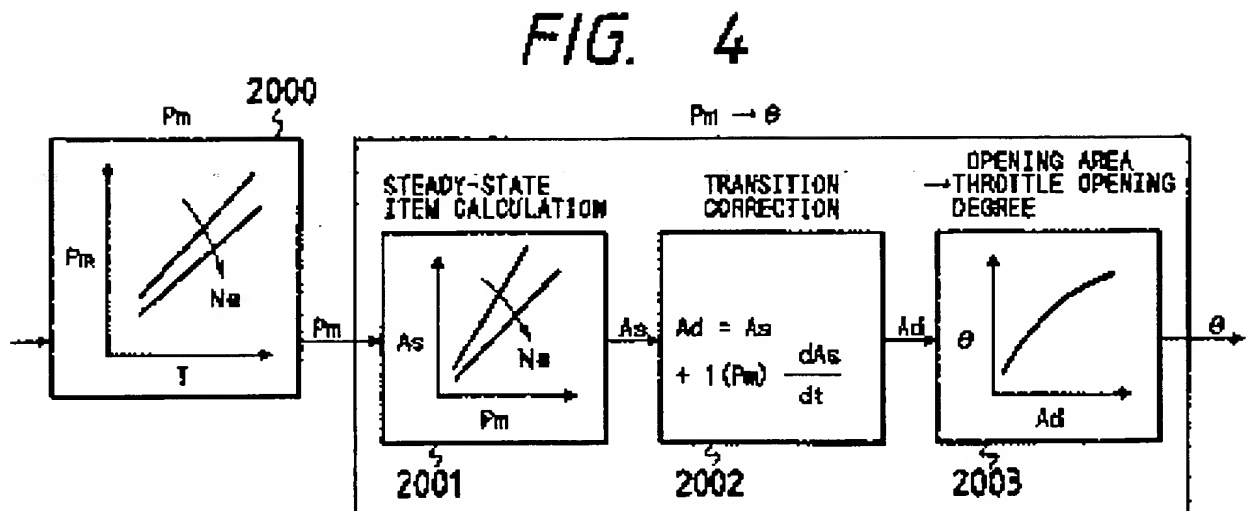 FIG. 4
2000
Pm
Pm → θ
STEADY-STATE
ITEM CALCULATION
TRANSITION
CORRECTION
OPENING AREA
→THROTTLE OPENING
DEGREE
Ne
T
Pm
As
Ne
Pm
As
Ad = As
+ 1(Pm) dAs
dt
Ad
θ
Ad
θ
2001
2002
2003